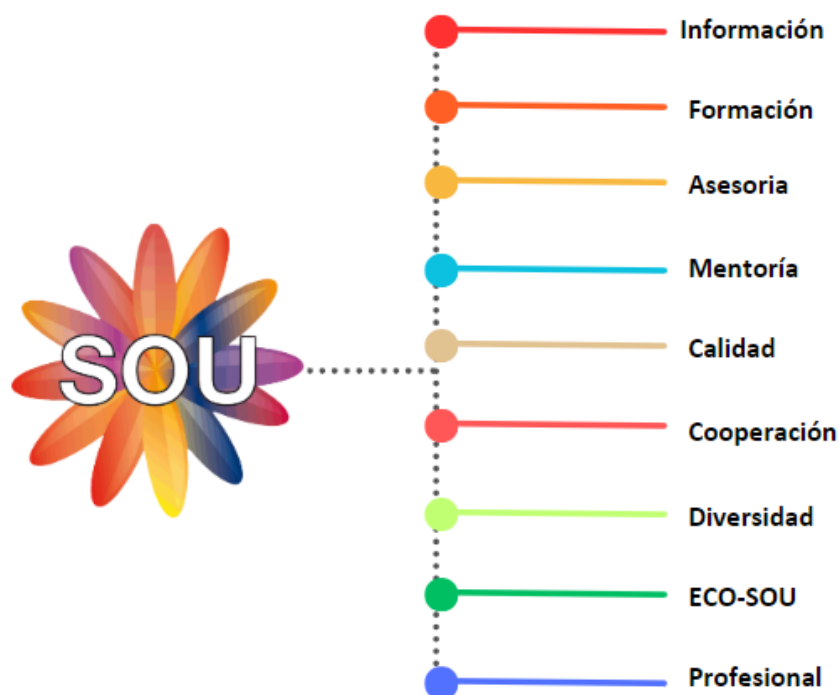 Información
Formación
Asesoria
Mentoría
SOU
Calidad
Cooperación
Diversidad
ECO-SOU
Profesional